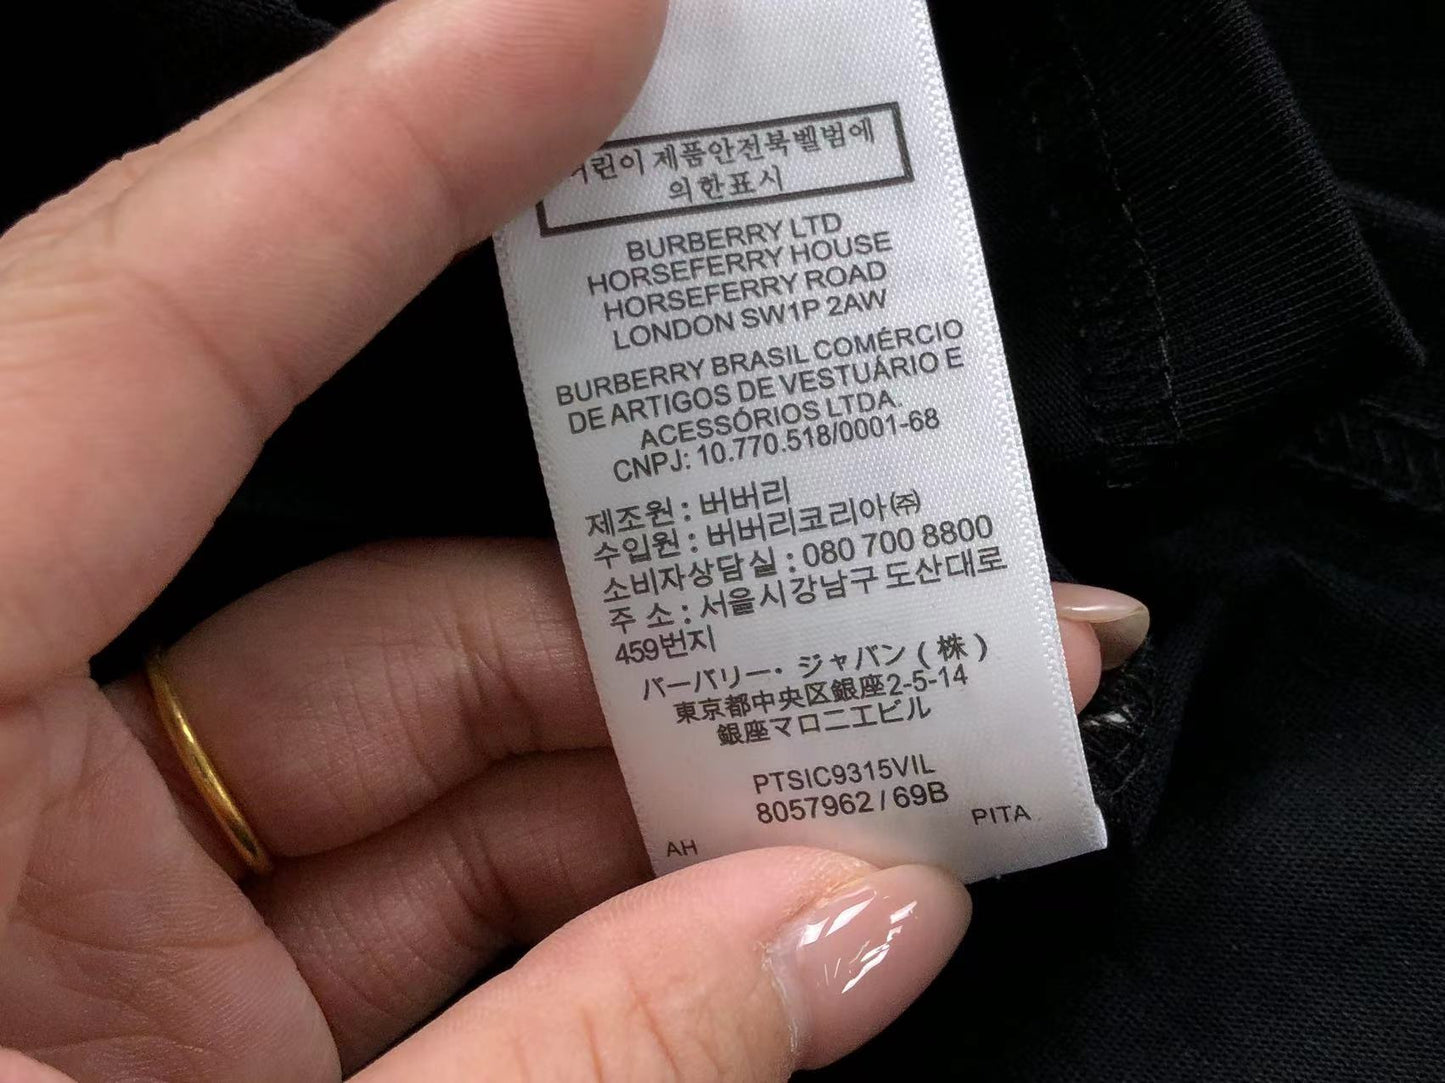 어린이 제품안전북벨범에
의한표시
BURBERRY LTD
HORSEFERRY HOUSE
HORSEFERRY ROAD
LONDON SW1P 2AW
BURBERRY BRASIL COMÉRCIO
DE ARTIGOS DE VESTUÁRIO E
ACESSÓRIOS LTDA.
CNPJ: 10.770.518/0001-68
제조원 : 버버리
수입원 : 버버리코리아㈜
소비자상담실 : 080 700 8800
주 소 : 서울시강남구 도산대로
459번지
バーバリー・ジャパン ( 株 )
東京都中央区銀座2-5-14
銀座マロニエビル
PTSIC9315VIL
8057962 / 69B
PITA
AH